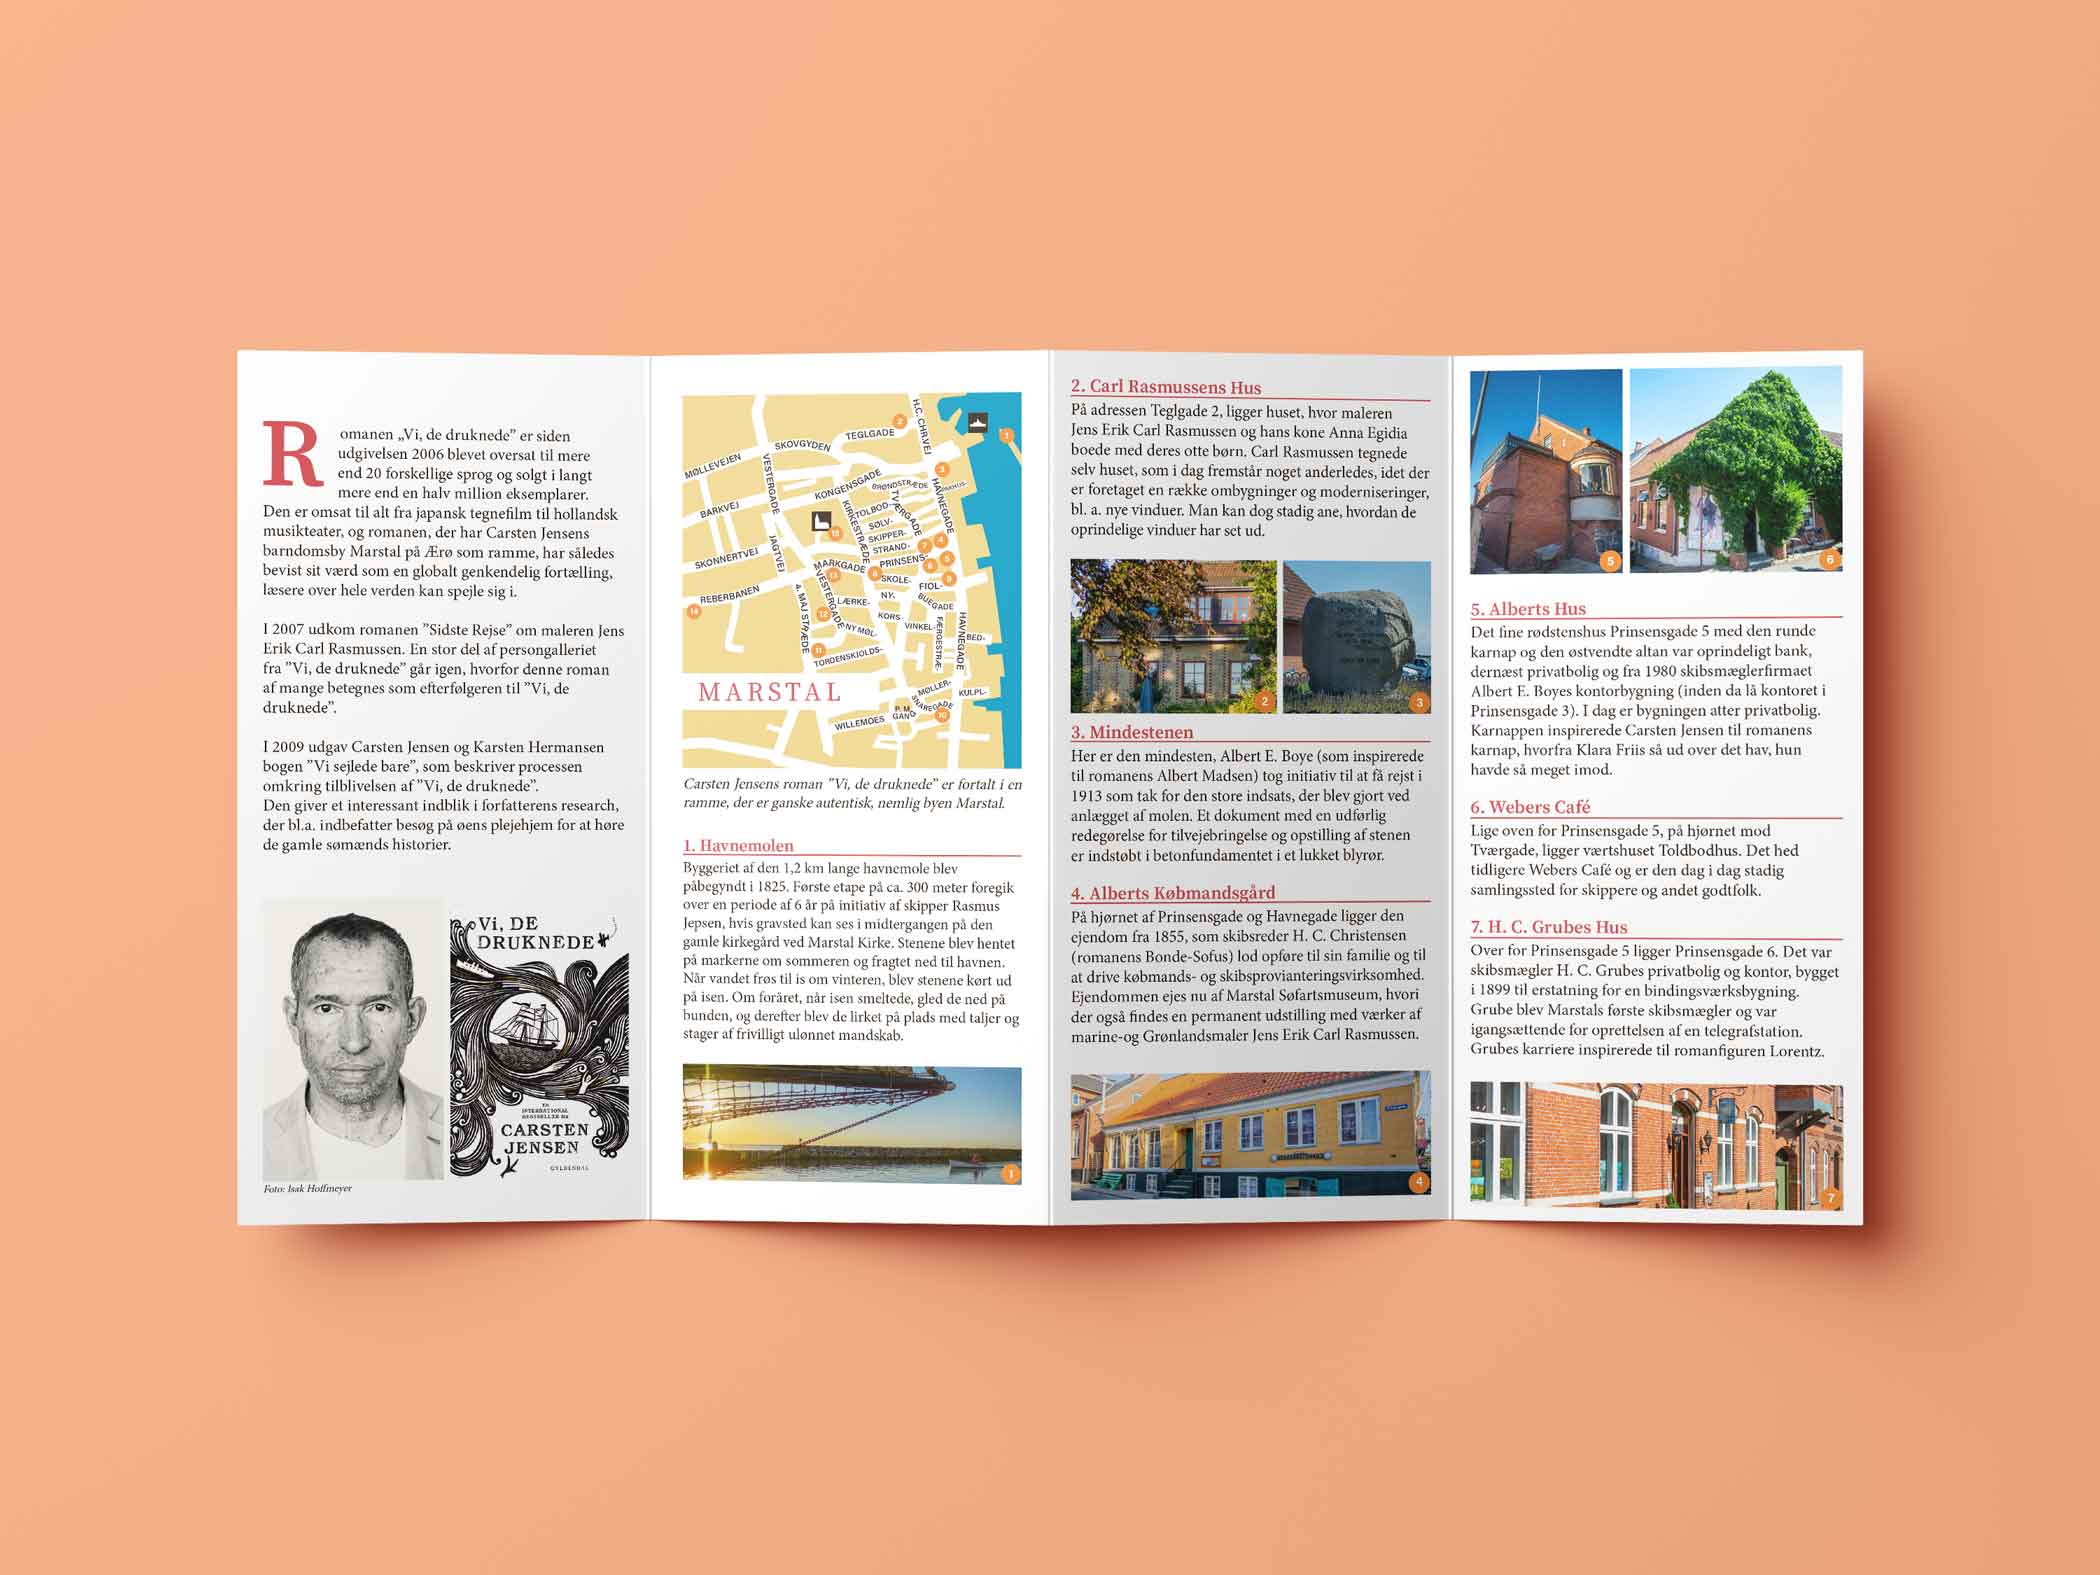 Romanen „Vi, de druknede” er siden
udgivelsen 2006 blevet oversat til mere
end 20 forskellige sprog og solgt i langt
mere end en halv million eksemplarer.
Den er omsat til alt fra japansk tegnefilm til hollandsk
musikteater, og romanen, der har Carsten Jensens
barndomsby Marstal på Ærø som ramme, har således
bevist sit værd som en globalt genkendelig fortælling,
læsere over hele verden kan spejle sig i.
I 2007 udkom romanen ”Sidste Rejse” om maleren Jens
Erik Carl Rasmussen. En stor del af persongalleriet
fra ”Vi, de druknede” går igen, hvorfor denne roman
af mange betegnes som efterfølgeren til ”Vi, de
druknede”.
I 2009 udgav Carsten Jensen og Karsten Hermansen
bogen ”Vi sejlede bare”, som beskriver processen
omkring tilblivelsen af ”Vi, de druknede”.
Den giver et interessant indblik i forfatterens research,
der bl.a. indbefatter besøg på øens plejehjem for at høre
de gamle sømænds historier.
Vi, DE
DRUKNEDE
EN
INTERNATIONAL
BESTSELLER AF
CARSTEN
JENSEN
GYLDENDAL
Foto: Isak Hoffmeyer
H.C. CHR.VEJ
TEGLGADE
2
1
SKOVGYDEN
MØLLEVEJEN
VESTERGADE
3
KONGENSGADE
BRØNDSTRÆDE
HAVNEGADE
BARKVEJ
KIRKESTRÆDE
TOLBOD-
TVÆRGADE
SØLV-
15
SKIPPER-
STRAND-
7
4
SKONNERTVEJ
JAGTVEJ
PRINSENS-
6
5
MARKGADE
13
8
SKOLE-
9
REBERBANEN
14
4. MAJ STRÆDE
VESTERGADE
FIOL-
NY-
BUEGADE
LÆRKE-
12
KORS-
VINKEL-
NY MØL-
FÆRGESTRÆ-
HAVNEGADE
BED-
11
TORDENSKJOLDS-
MARSTAL
MØLLER-
KULPL-
SNAREGADE
P. M.
GANG
10
WILLEMOES
Carsten Jensens roman ”Vi, de druknede” er fortalt i en
ramme, der er ganske autentisk, nemlig byen Marstal.
1. Havnemolen
Byggeriet af den 1,2 km lange havnemole blev
påbegyndt i 1825. Første etape på ca. 300 meter foregik
over en periode af 6 år på initiativ af skipper Rasmus
Jepsen, hvis gravsted kan ses i midtergangen på den
gamle kirkegård ved Marstal Kirke. Stenene blev hentet
på markerne om sommeren og fragtet ned til havnen.
Når vandet frøs til is om vinteren, blev stenene kørt ud
på isen. Om foråret, når isen smeltede, gled de ned på
bunden, og derefter blev de lirket på plads med taljer og
stager af frivilligt ulønnet mandskab.
1
2. Carl Rasmussens Hus
På adressen Teglgade 2, ligger huset, hvor maleren
Jens Erik Carl Rasmussen og hans kone Anna Egidia
boede med deres otte børn. Carl Rasmussen tegnede
selv huset, som i dag fremstår noget anderledes, idet der
er foretaget en række ombygninger og moderniseringer,
bl. a. nye vinduer. Man kan dog stadig ane, hvordan de
oprindelige vinduer har set ud.
2
3
3. Mindestenen
Her er den mindesten, Albert E. Boye (som inspirerede
til romanens Albert Madsen) tog initiativ til at få rejst i
1913 som tak for den store indsats, der blev gjort ved
anlægget af molen. Et dokument med en udførlig
redegørelse for tilvejebringelse og opstilling af stenen
er indstøbt i betonfundamentet i et lukket blyrør.
4. Alberts Købmandsgård
På hjørnet af Prinsensgade og Havnegade ligger den
ejendom fra 1855, som skibsreder H. C. Christensen
(romanens Bonde-Sofus) lod opføre til sin familie og til
at drive købmands- og skibsprovianteringsvirksomhed.
Ejendommen ejes nu af Marstal Søfartsmuseum, hvori
der også findes en permanent udstilling med værker af
marine-og Grønlandsmaler Jens Erik Carl Rasmussen.
4
5
6
5. Alberts Hus
Det fine rødstenshus Prinsensgade 5 med den runde
karnap og den østvendte altan var oprindeligt bank,
dernæst privatbolig og fra 1980 skibsmæglerfirmaet
Albert E. Boyes kontorbygning (inden da lå kontoret i
Prinsensgade 3). I dag er bygningen atter privatbolig.
Karnappen inspirerede Carsten Jensen til romanens
karnap, hvorfra Klara Friis så ud over det hav, hun
havde så meget imod.
6. Webers Café
Lige oven for Prinsensgade 5, på hjørnet mod
Tværgade, ligger værtshuset Toldbodhus. Det hed
tidligere Webers Café og er den dag i dag stadig
samlingssted for skippere og andet godtfolk.
7. H. C. Grubes Hus
Over for Prinsensgade 5 ligger Prinsensgade 6. Det var
skibsmægler H. C. Grubes privatbolig og kontor, bygget
i 1899 til erstatning for en bindingsværksbygning.
Grube blev Marstals første skibsmægler og var
igangsættende for oprettelsen af en telegrafstation.
Grubes karriere inspirerede til romanfiguren Lorentz.
7